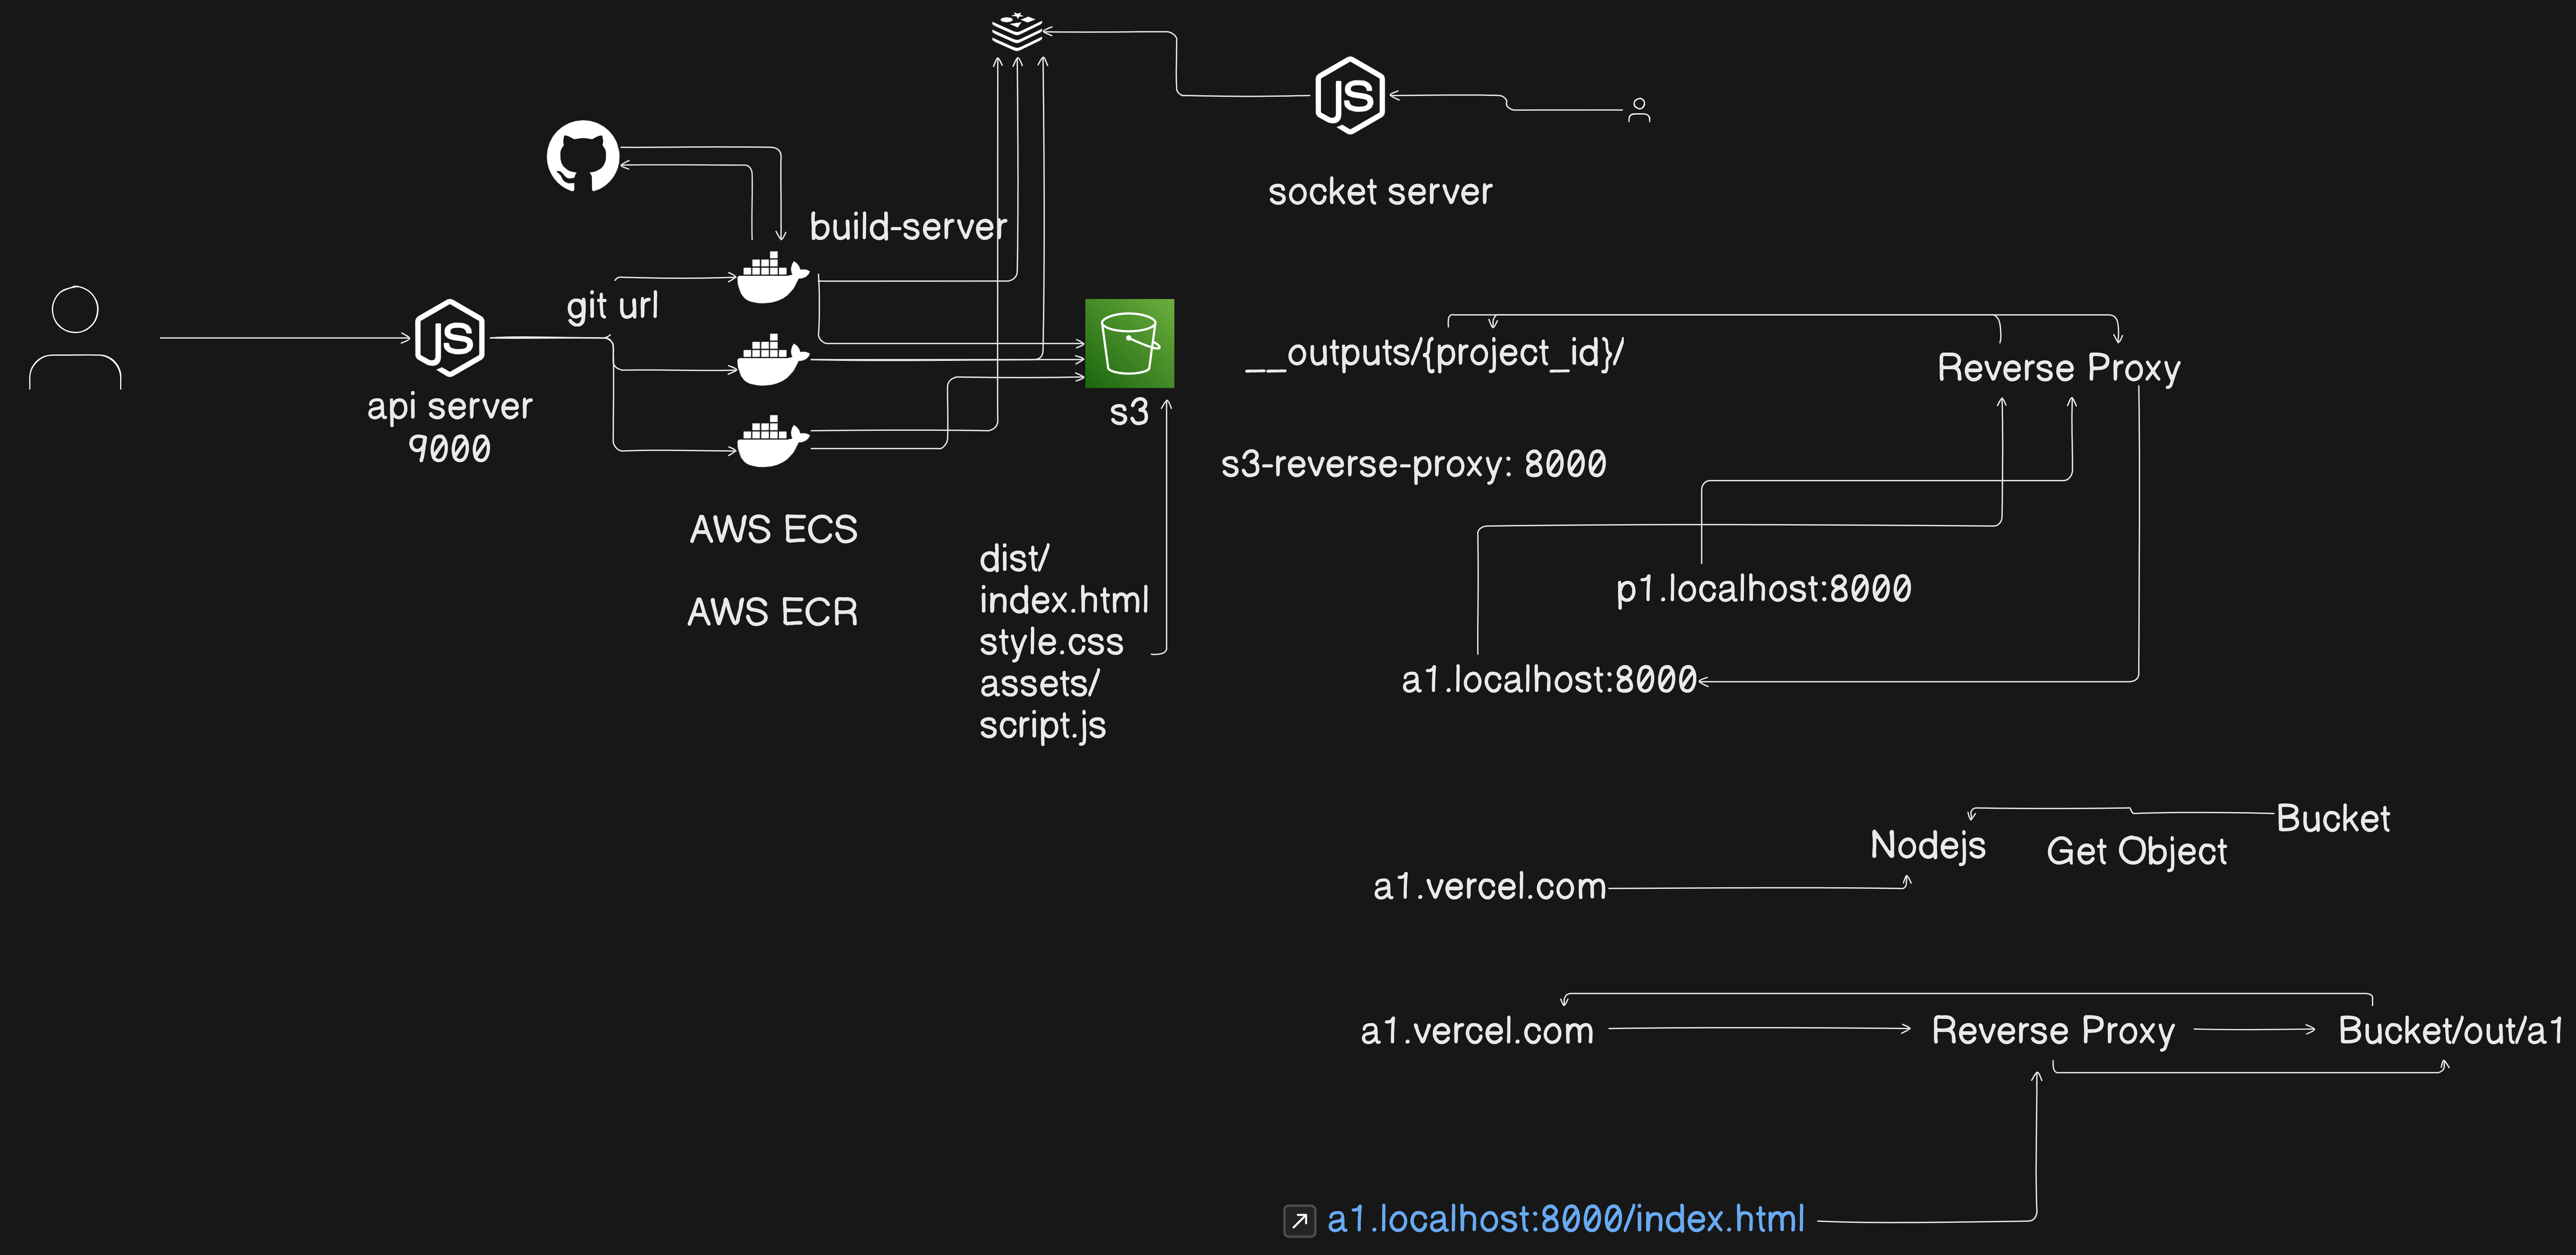 JS
socket server
build-server
git url
JS
api server
9000
s3
AWS ECS
AWS ECR
dist/
index.html
style.css
assets/
script.js
__outputs/{project_id}/
Reverse Proxy
s3-reverse-proxy: 8000
p1.localhost:8000
a1.localhost:8000
Bucket
Nodejs
Get Object
a1.vercel.com
a1.vercel.com
Reverse Proxy
Bucket/out/a1
a1.localhost:8000/index.html